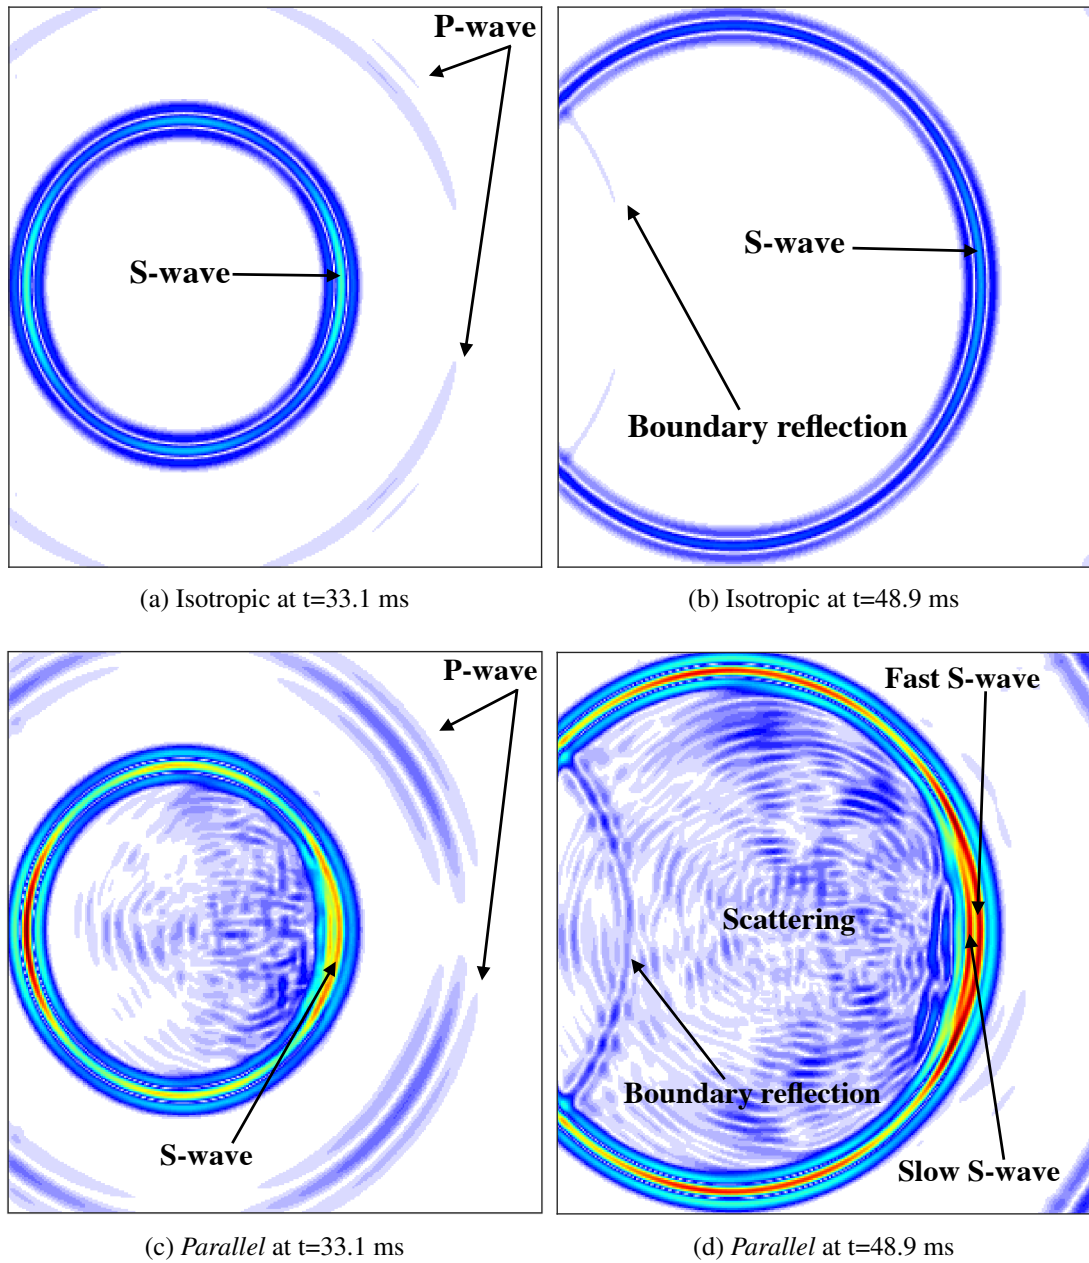 P-wave
S-wave
S-wave
Boundary reflection
(a) Isotropic at t=33.1 ms
(b) Isotropic at t=48.9 ms
P-wave
S-wave
Fast S-wave
Scattering
Boundary reflection
Slow S-wave
(c) Parallel at t=33.1 ms
(d) Parallel at t=48.9 ms